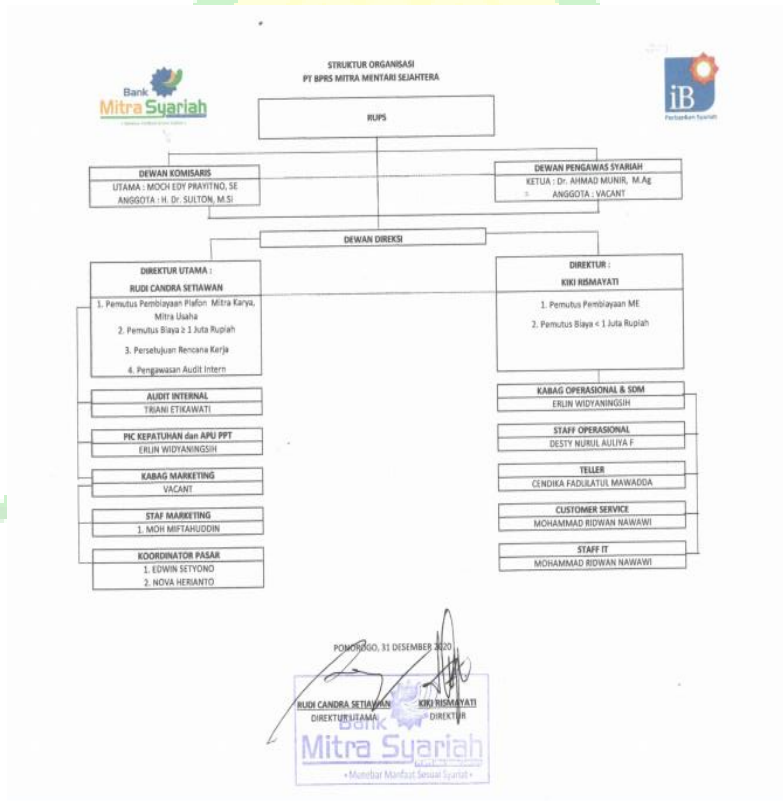 STRUKTUR ORGANISASI
PT BPRS MITRA MENTARI SEJAHTERA
Bank
Mitra Syariah
iB
Perbankan Syariah
RUPS
DEWAN KOMISARIS
UTAMA : MOCH EDY PRAYITNO, SE
ANGGOTA : H. Dr. SULTON, M.Si
DEWAN PENGAWAS SYARIAH
KETUA : Dr. AHMAD MUNIR, M.Ag
ANGGOTA : VACANT
DEWAN DIREKSI
DIREKTUR UTAMA :
RUDI CANDRA SETIAWAN
1. Pemutus Pembiayaan Plafon Mitra Karya,
Mitra Usaha
2. Pemutus Biaya ≥ 1 Juta Rupiah
3. Persetujuan Rencana Kerja
4. Pengawasan Audit Intern
DIREKTUR :
KIKI RISMAYATI
1. Pemutus Pembiayaan ME
2. Pemutus Biaya < 1 Juta Rupiah
AUDIT INTERNAL
TRIANI ETIKAWATI
PIC KEPATUHAN dan APU PPT
ERLIN WIDYANINGSIH
KABAG MARKETING
VACANT
STAF MARKETING
1. MOH MIFTAHUDDIN
KOORDINATOR PASAR
1. EDWIN SETYONO
2. NOVA HERIANTO
KABAG OPERASIONAL & SDM
ERLIN WIDYANINGSIH
STAFF OPERASIONAL
DESTY NURUL AULIYA F
TELLER
CENDIKA FADULATUL MAWADDA
CUSTOMER SERVICE
MOHAMMAD RIDWAN NAWAWI
STAFF IT
MOHAMMAD RIDWAN NAWAWI
PONOROGO, 31 DESEMBER 2020
RUDI CANDRA SETIAWAN KIKI RISMAYATI
DIREKTUR UTAMA DIREKTUR
Bank
Mitra Syariah
Menebar Manfaat Sesuai Syariat